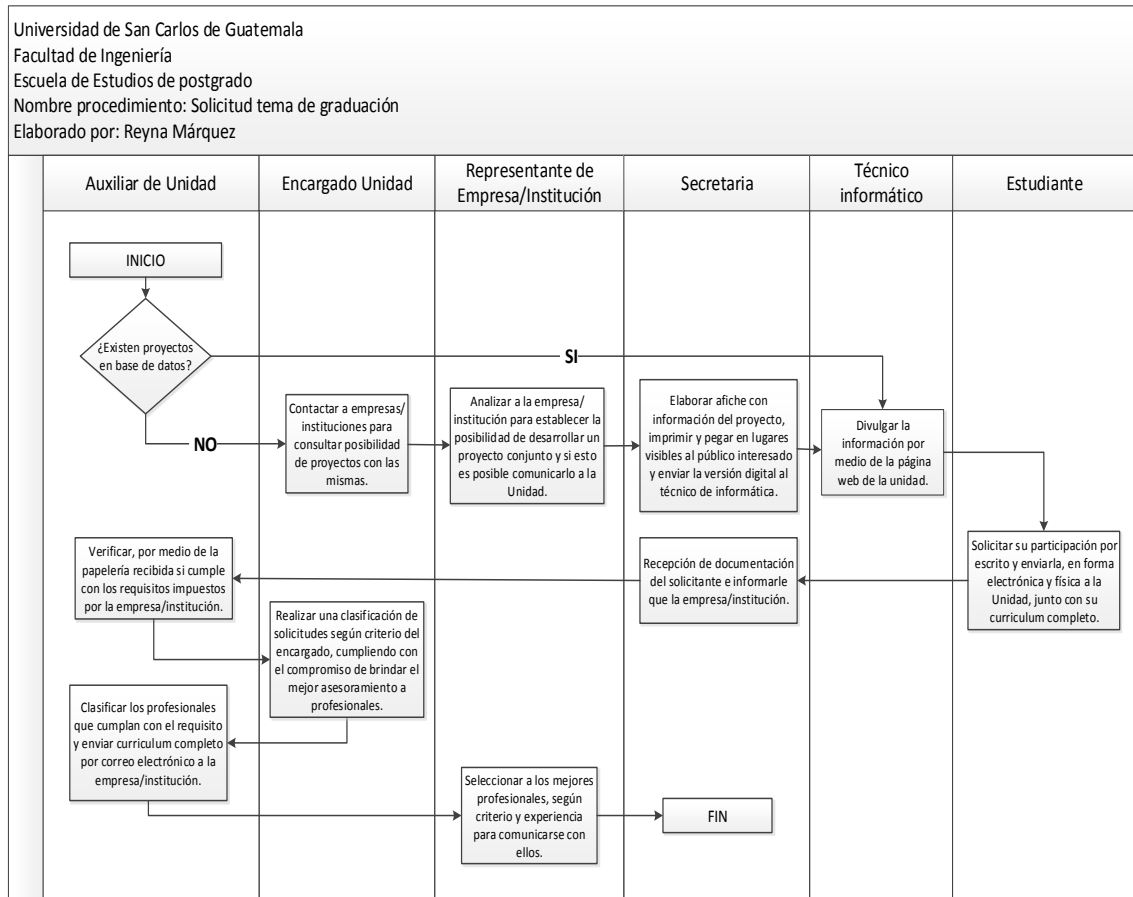 Universidad de San Carlos de Guatemala
Facultad de Ingeniería
Escuela de Estudios de postgrado
Nombre procedimiento: Solicitud tema de graduación
Elaborado por: Reyna Márquez
Auxiliar de Unidad
Encargado Unidad
Representante de
Empresa/Institución
Secretaria
Técnico
informático
Estudiante
INICIO
¿Existen proyectos
en base de datos?
SI
NO
Contactar a empresas/
instituciones para
consultar posibilidad
de proyectos con las
mismas.
Analizar a la empresa/
institución para establecer la
posibilidad de desarrollar un
proyecto conjunto y si esto
es posible comunicarlo a la
Unidad.
Elaborar afiche con
información del proyecto,
imprimir y pegar en lugares
visibles al público interesado
y enviar la versión digital al
técnico de informática.
Divulgar la
información por
medio de la página
web de la unidad.
Solicitar su participación por
escrito y enviarla, en forma
electrónica y física a la
Unidad, junto con su
curriculum completo.
Recepción de documentación
del solicitante e informarle
que la empresa/institución.
Verificar, por medio de la
papelería recibida si cumple
con los requisitos impuestos
por la empresa/institución.
Realizar una clasificación de
solicitudes según criterio del
encargado, cumpliendo con
el compromiso de brindar el
mejor asesoramiento a
profesionales.
Clasificar los profesionales
que cumplan con el requisito
y enviar curriculum completo
por correo electrónico a la
empresa/institución.
Seleccionar a los mejores
profesionales, según
criterio y experiencia
para comunicarse con
ellos.
FIN